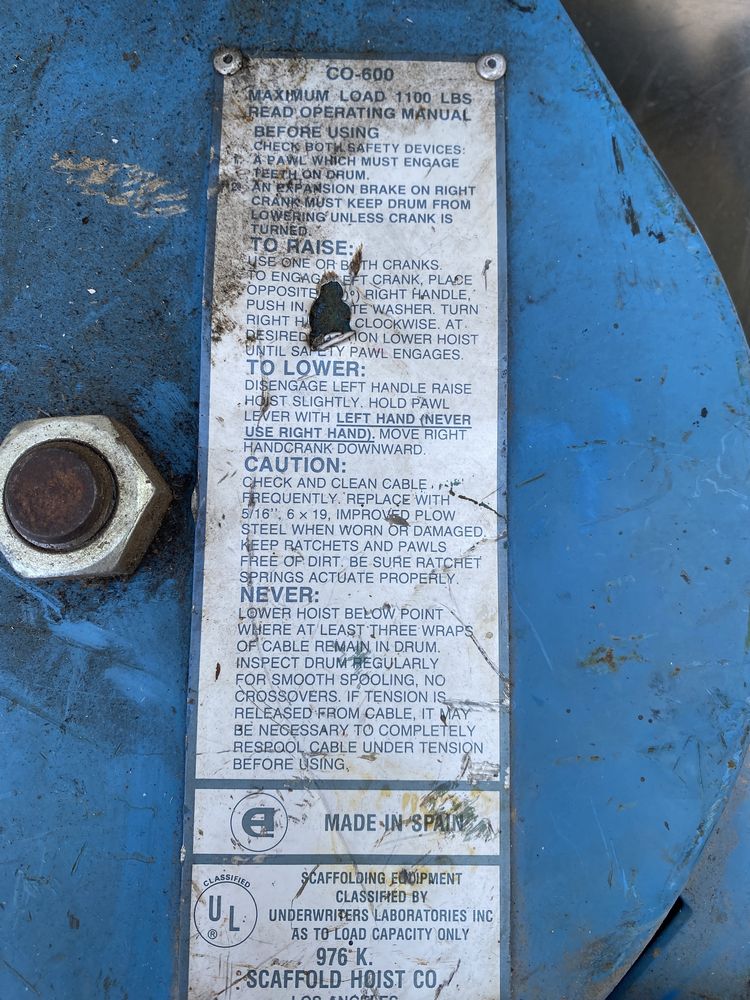 CO-600
MAXIMUM LOAD 1100 LBS
READ OPERATING MANUAL
BEFORE USING
CHECK BOTH SAFETY DEVICES:
1. A PAWL WHICH MUST ENGAGE
TEETH ON DRUM.
2. AN EXPANSION BRAKE ON RIGHT
CRANK MUST KEEP DRUM FROM
LOWERING UNLESS CRANK IS
TURNED.
TO RAISE:
USE ONE OR BOTH CRANKS.
TO ENGAGE LEFT CRANK, PLACE
OPPOSITE RIGHT HANDLE,
PUSH IN, WASHER. TURN
RIGHT CLOCKWISE. AT
DESIRED LOWER HOIST
UNTIL SAFETY PAWL ENGAGES.
TO LOWER:
DISENGAGE LEFT HANDLE RAISE
HOIST SLIGHTLY. HOLD PAWL
LEVER WITH LEFT HAND (NEVER
USE RIGHT HAND). MOVE RIGHT
HANDCRANK DOWNWARD.
CAUTION:
CHECK AND CLEAN CABLE
FREQUENTLY. REPLACE WITH
5/16", 6 × 19, IMPROVED PLOW
STEEL WHEN WORN OR DAMAGED
KEEP RATCHETS AND PAWLS
FREE OF DIRT. BE SURE RATCHET
SPRINGS ACTUATE PROPERLY.
NEVER:
LOWER HOIST BELOW POINT
WHERE AT LEAST THREE WRAPS
OF CABLE REMAIN IN DRUM.
INSPECT DRUM REGULARLY
FOR SMOOTH SPOOLING, NO
CROSSOVERS. IF TENSION IS
RELEASED FROM CABLE, IT MAY
BE NECESSARY TO COMPLETELY
RESPOOL CABLE UNDER TENSION
BEFORE USING.
MADE IN SPAIN
CLASSIFIED
UL®
SCAFFOLDING EQUIPMENT
CLASSIFIED BY
UNDERWRITERS LABORATORIES INC
AS TO LOAD CAPACITY ONLY
976 K.
SCAFFOLD HOIST CO.
LOS ANGELES